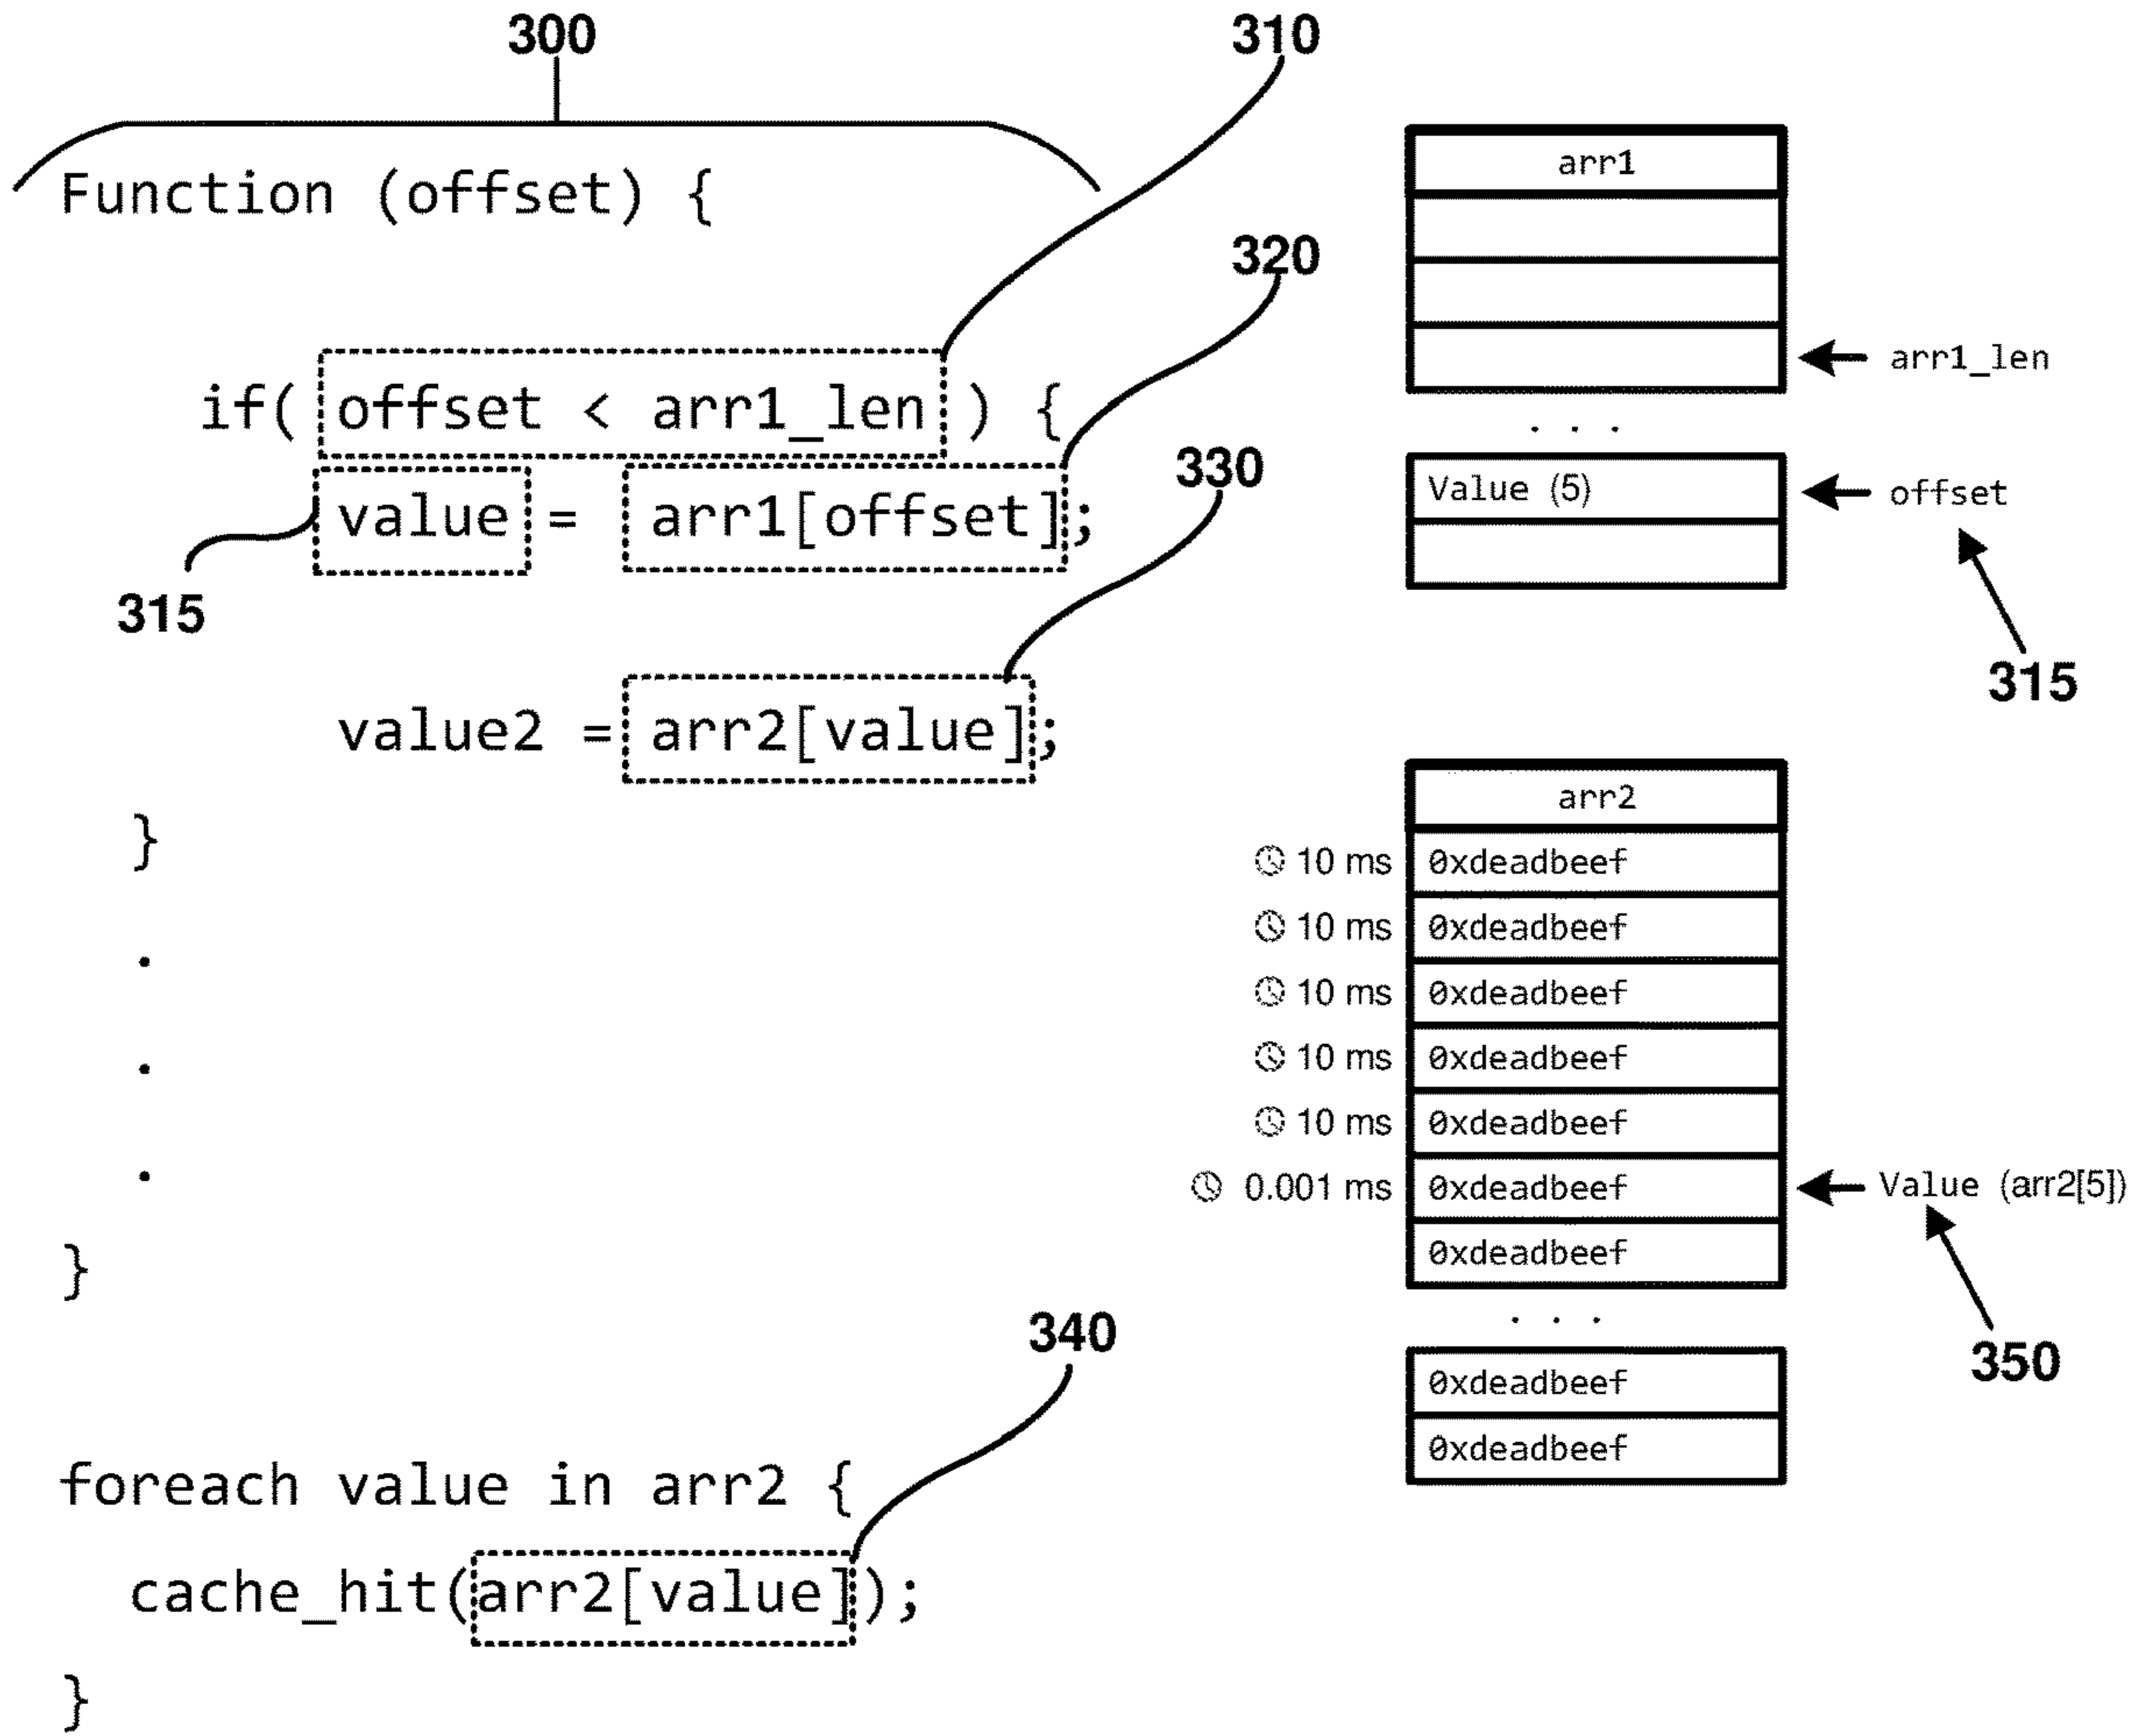 300
310
Function (offset) {
320
if( offset < arr1_len ) {
330
value = arr1[offset];
315
value2 = arr2[value];
}
.
.
.
}
340
foreach value in arr2 {
cache_hit(arr2[value]);
}
arr1
arr1_len
. . .
Value (5)
offset
315
arr2
10 ms 0xdeadbeef
10 ms 0xdeadbeef
10 ms 0xdeadbeef
10 ms 0xdeadbeef
10 ms 0xdeadbeef
0.001 ms 0xdeadbeef Value (arr2[5])
0xdeadbeef
. . .
350
0xdeadbeef
0xdeadbeef